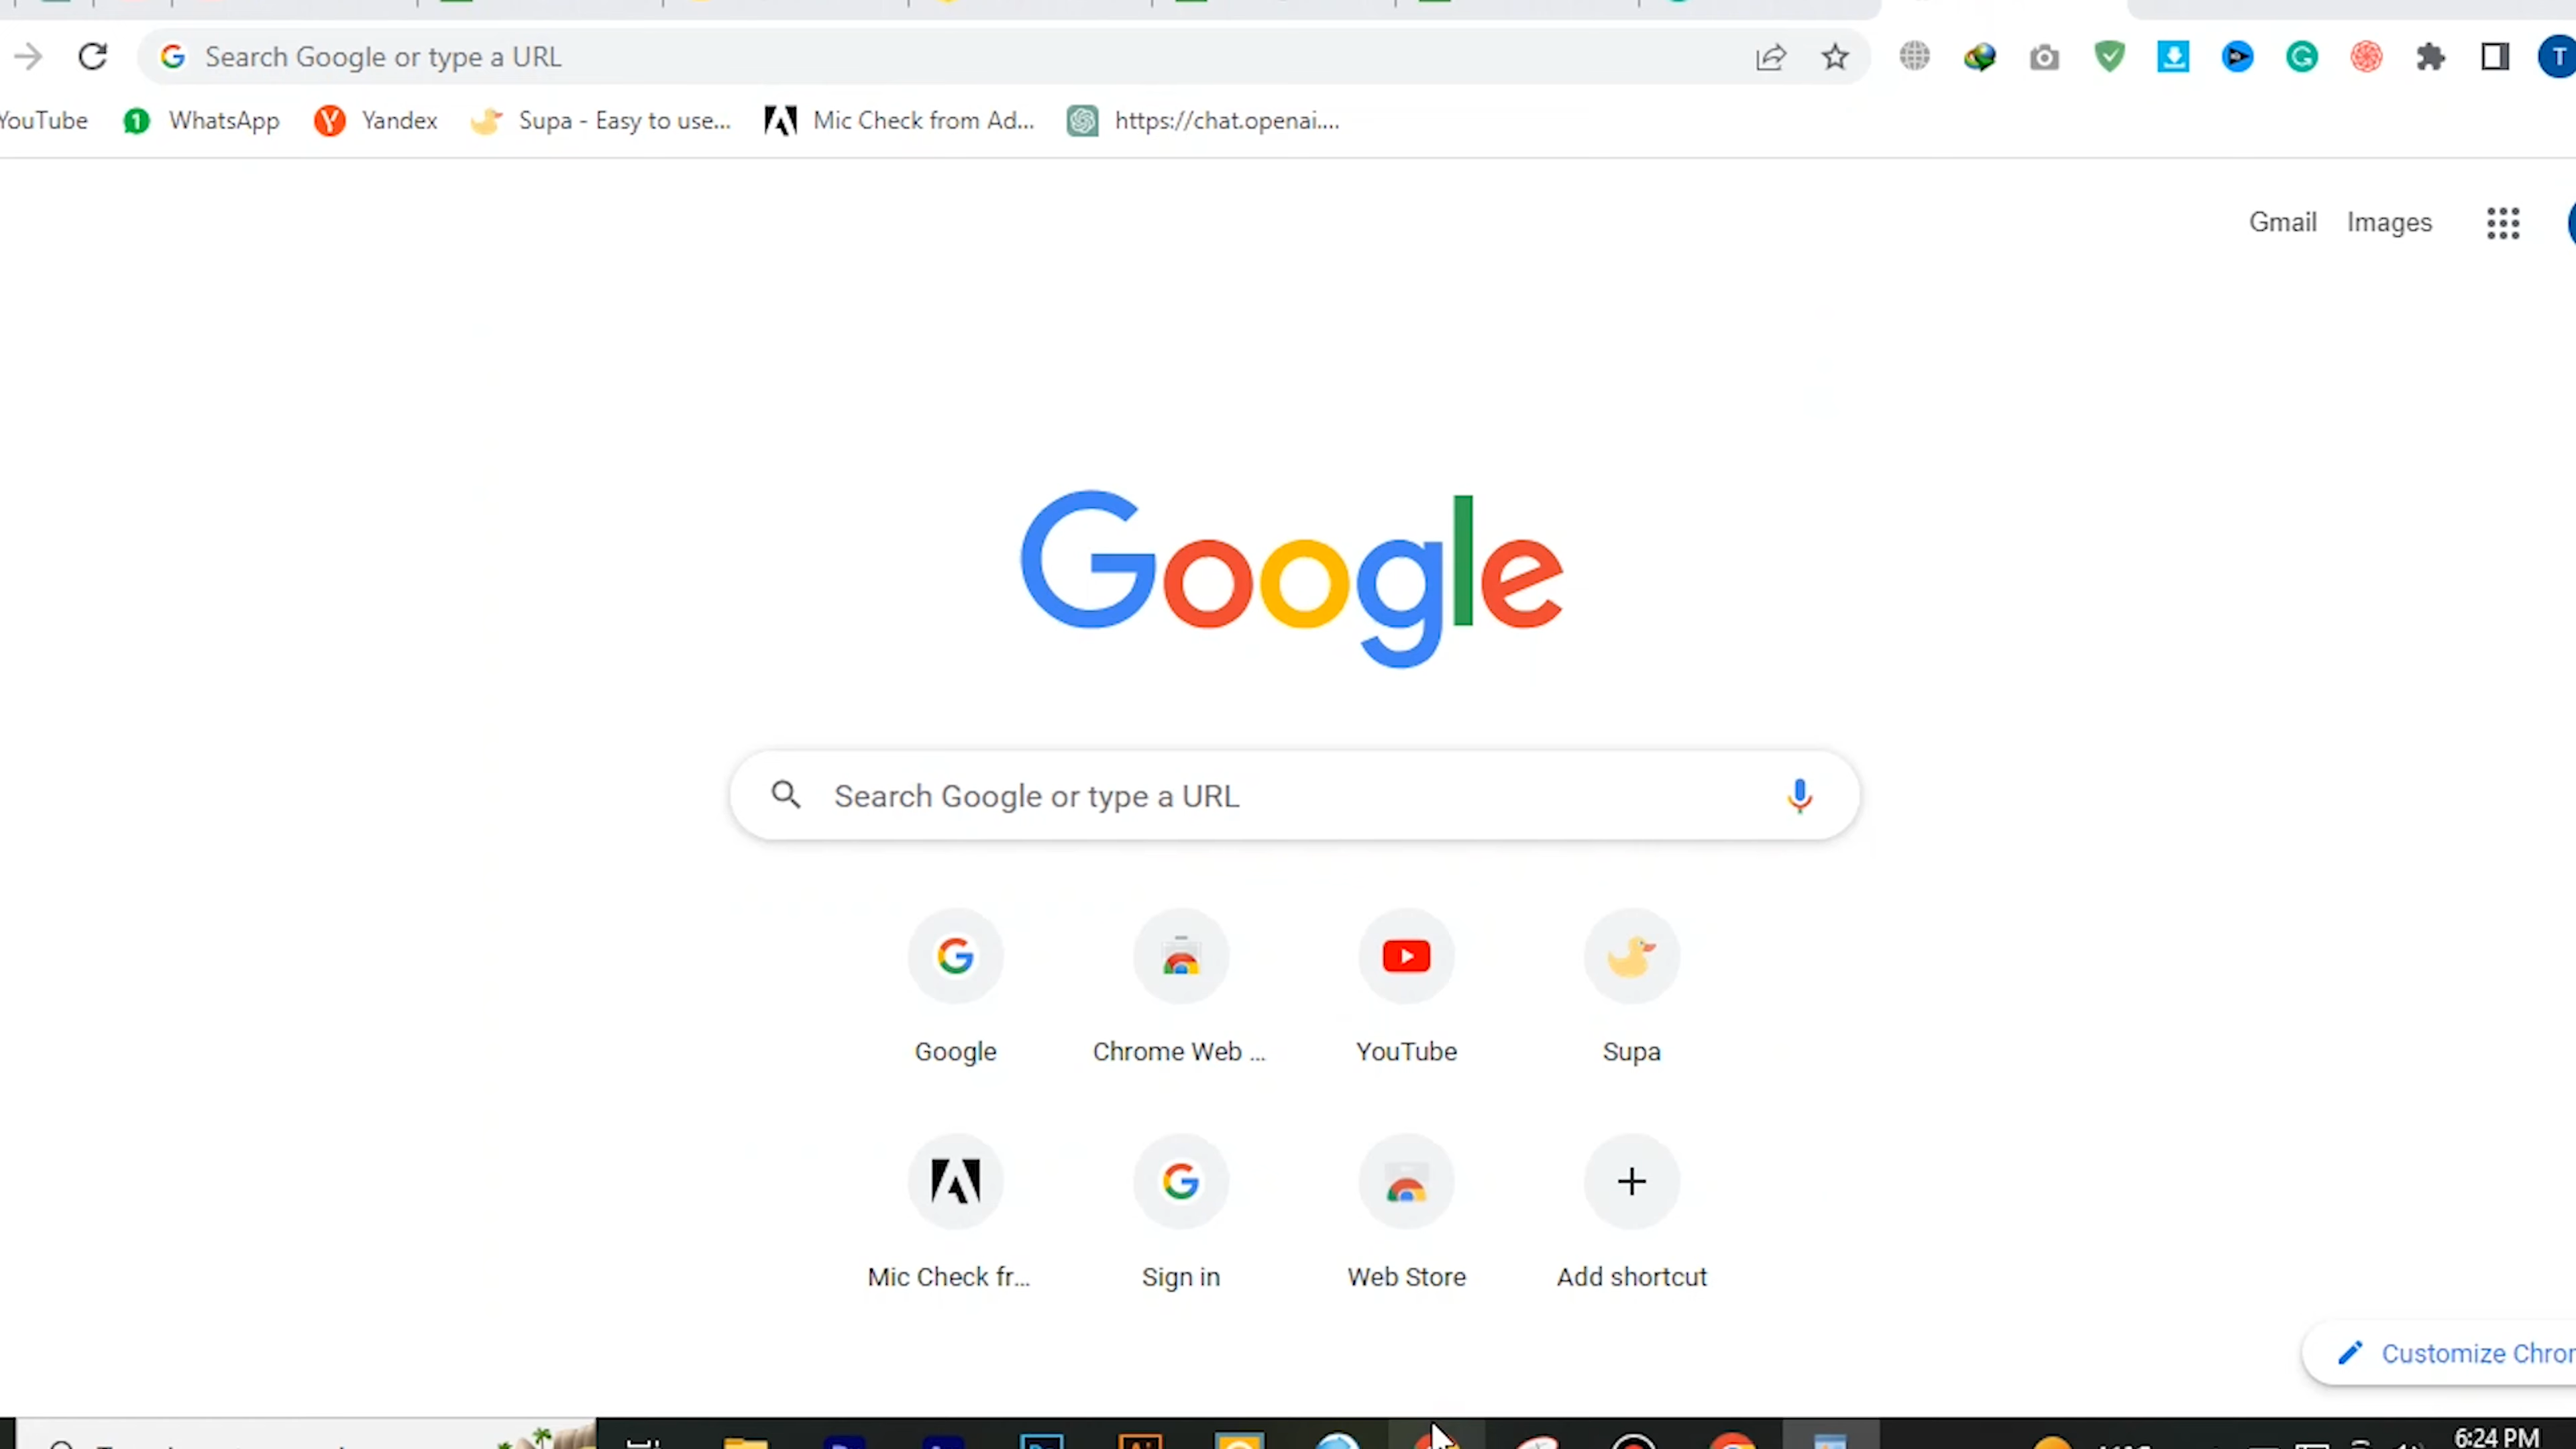 Search Google or type a URL
YouTube WhatsApp Yandex Supa - Easy to use... Mic Check from Ad... https://chat.openai....
Gmail Images
Google
Search Google or type a URL
Google Chrome Web ... YouTube Supa
Mic Check fr... Sign in Web Store Add shortcut
Customize
6:24 PM